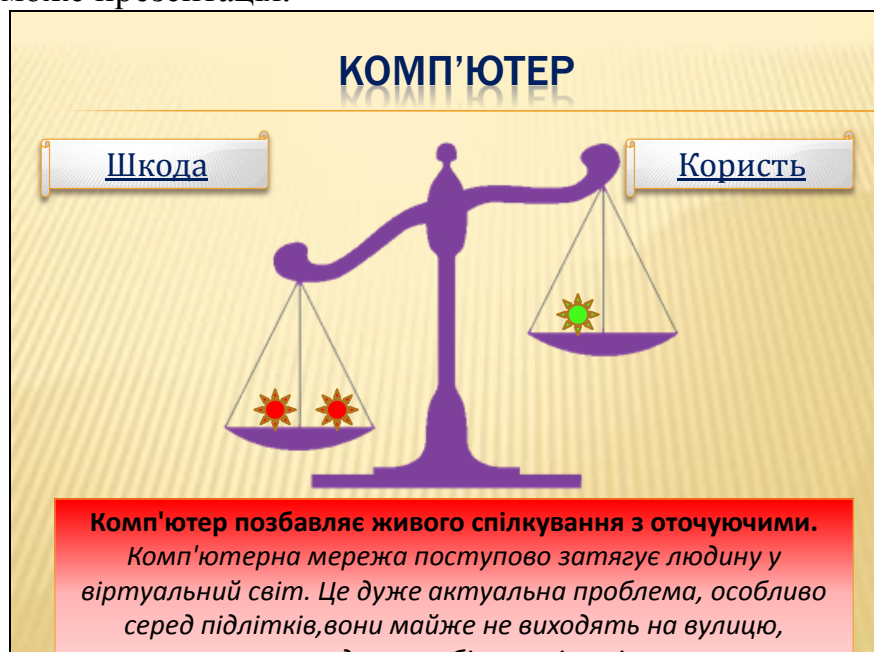 презентація.
КОМП’ЮТЕР
Шкода
Користь
Комп'ютер позбавляє живого спілкування з оточуючими.
Комп'ютерна мережа поступово затягує людину у
віртуальний світ. Це дуже актуальна проблема, особливо
серед підлітків,вони майже не виходять на вулицю,